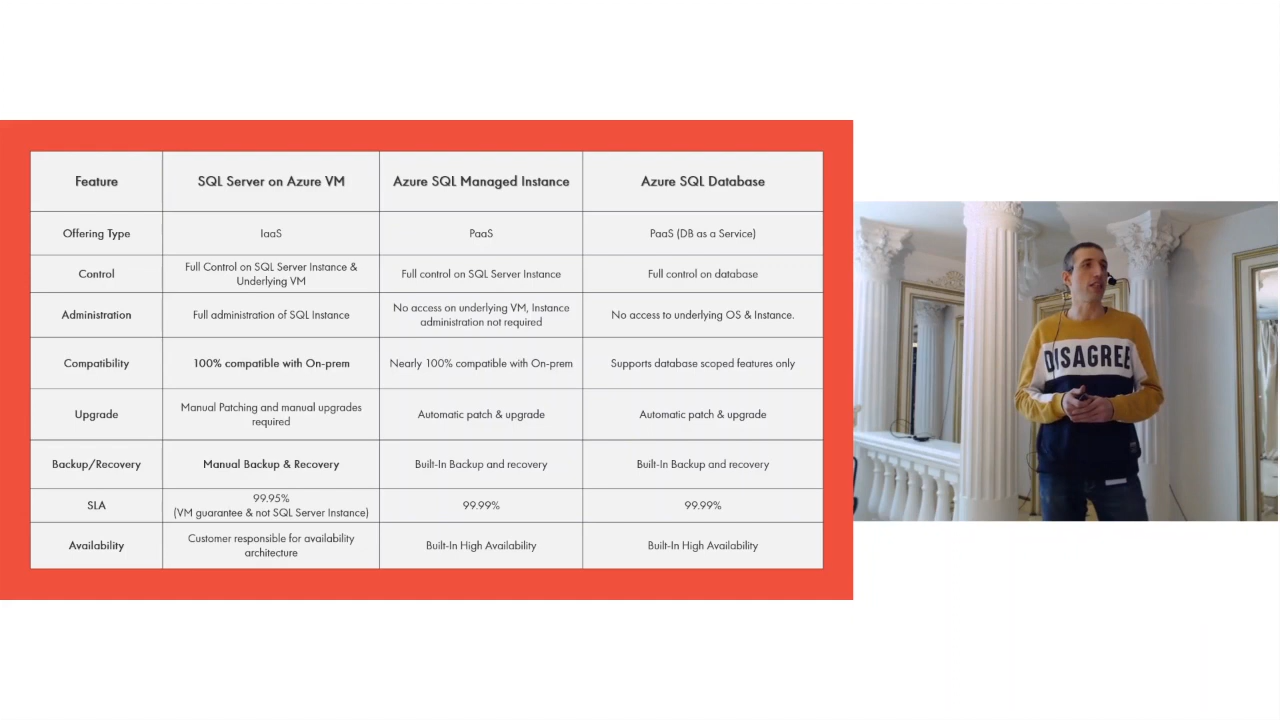 Feature
SQL Server on Azure VM
Azure SQL Managed Instance
Azure SQL Database
Offering Type
IaaS
PaaS
PaaS (DB as a Service)
Control
Full Control on SQL Server Instance &
Underlying VM
Full control on SQL Server Instance
Full control on database
Administration
Full administration of SQL Instance
No access on underlying VM, Instance
administration not required
No access to underlying OS & Instance.
Compatibility
100% compatible with On-prem
Nearly 100% compatible with On-prem
Supports database scoped features only
Upgrade
Manual Patching and manual upgrades
required
Automatic patch & upgrade
Automatic patch & upgrade
Backup/Recovery
Manual Backup & Recovery
Built-In Backup and recovery
Built-In Backup and recovery
SLA
99.95%
(VM guarantee & not SQL Server Instance)
99.99%
99.99%
Availability
Customer responsible for availability
architecture
Built-In High Availability
Built-In High Availability
DISAGREE